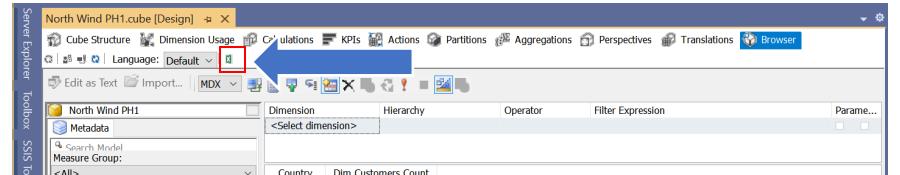 North Wind PH1.cube [Design]
Cube Structure Dimension Usage Calculations KPIs Actions Partitions Aggregations Perspectives Translations Browser
Language: Default
Edit as Text Import... MDX
North Wind PH1
Metadata
Search Model
Measure Group:
<All>
Dimension Hierarchy Operator Filter Expression Parame...
<Select dimension>
Country Dim Customers Count
Server Explorer
Toolbox
SSIS To